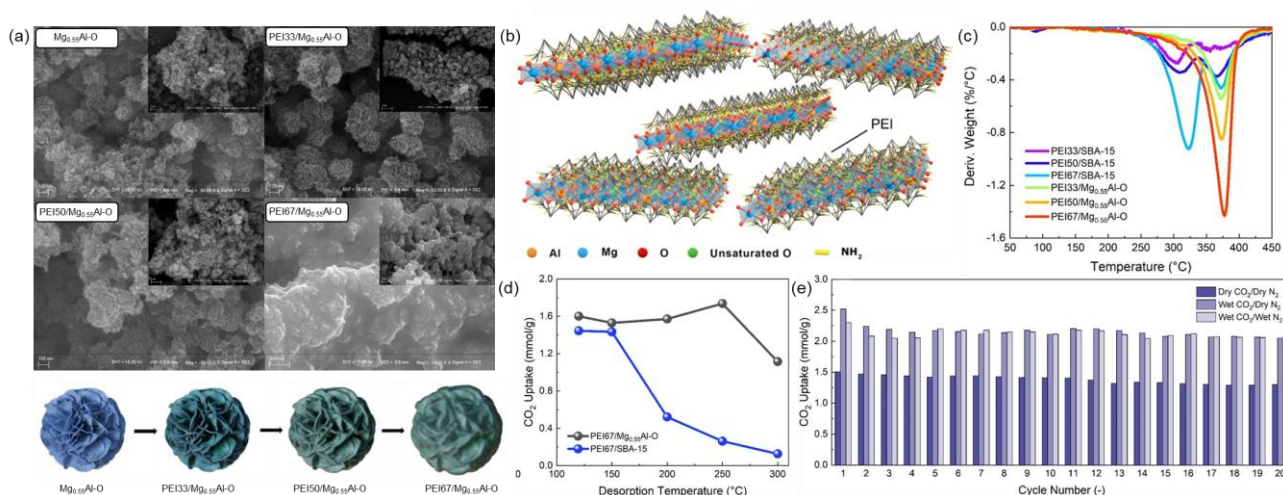 (a)
Mg0.55Al-O
PEI33/Mg0.55Al-O
PEI50/Mg0.55Al-O
PEI67/Mg0.55Al-O
Mg0.55Al-O
PEI33/Mg0.55Al-O
PEI50/Mg0.55Al-O
PEI67/Mg0.55Al-O
(b)
PEI
Al
Mg
O
Unsaturated O
NH2
(c)
Deriv. Weight (%/°C)
0.0
-0.4
-0.8
-1.2
-1.6
PEI33/SBA-15
PEI50/SBA-15
PEI67/SBA-15
PEI33/Mg0.55Al-O
PEI50/Mg0.55Al-O
PEI67/Mg0.55Al-O
50 100 150 200 250 300 350 400 450
Temperature (°C)
(d)
CO2 Uptake (mmol/g)
2.0
1.6
1.2
0.8
0.4
0.0
PEI67/Mg0.55Al-O
PEI67/SBA-15
100 150 200 250 300
Desorption Temperature (°C)
(e)
CO2 Uptake (mmol/g)
3.0
2.5
2.0
1.5
1.0
0.5
0.0
Dry CO2/Dry N2
Wet CO2/Dry N2
Wet CO2/Wet N2
1 2 3 4 5 6 7 8 9 10 11 12 13 14 15 16 17 18 19 20
Cycle Number (-)